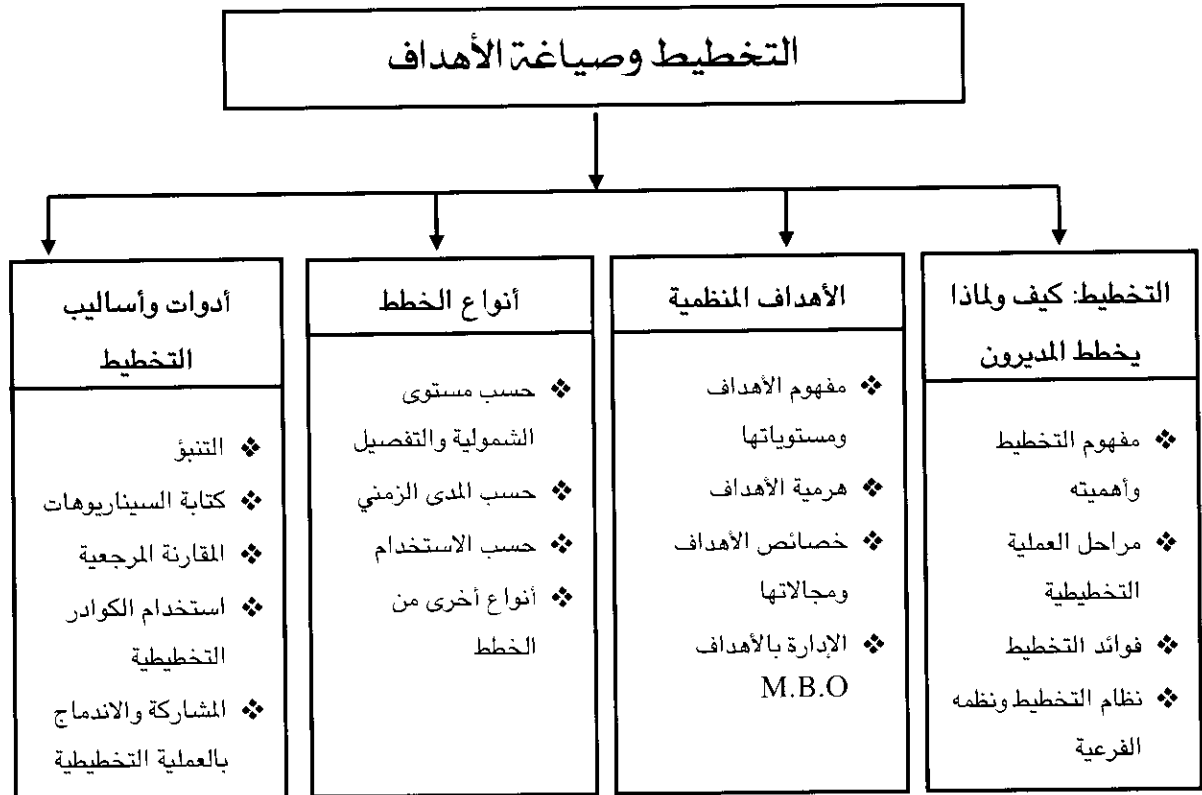 التخطيط وصياغة الأهداف
التخطيط: كيف ولماذا
يخطط المديرون
❖ مفهوم التخطيط
وأهميته
❖ مراحل العملية
التخطيطية
❖ فوائد التخطيط
❖ نظام التخطيط ونظمه
الفرعية
الأهداف المنظمية
❖ مفهوم الأهداف
ومستوياتها
❖ هرمية الأهداف
❖ خصائص الأهداف
ومجالاتها
❖ الإدارة بالأهداف
M.B.O
أنواع الخطط
❖ حسب مستوى
الشمولية والتفصيل
❖ حسب المدى الزمني
❖ حسب الاستخدام
❖ أنواع أخرى من
الخطط
أدوات وأساليب
التخطيط
❖ التنبؤ
❖ كتابة السيناريوهات
❖ المقارنة المرجعية
❖ استخدام الكوادر
التخطيطية
❖ المشاركة والاندماج
بالعملية التخطيطية